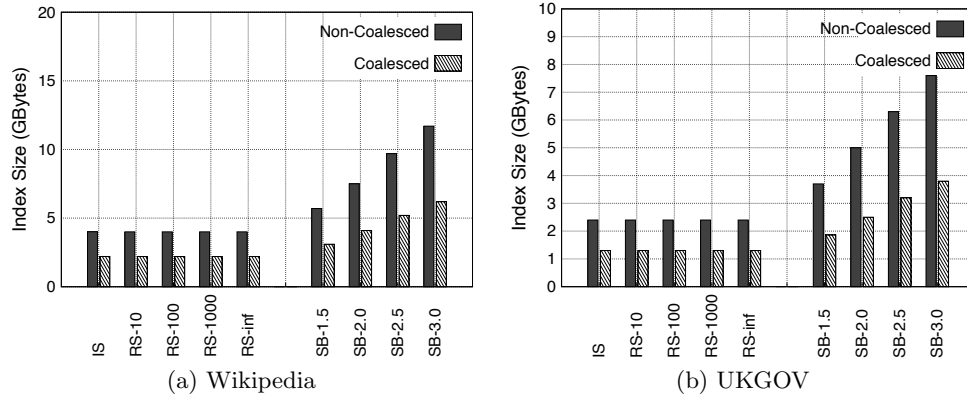 20
15
10
5
0
Index Size (GBytes)
Non-Coalesced
Coalesced
IS
RS-10
RS-100
RS-1000
RS-inf
SB-1.5
SB-2.0
SB-2.5
SB-3.0
(a) Wikipedia
10
9
8
7
6
5
4
3
2
1
0
Index Size (GBytes)
Non-Coalesced
Coalesced
IS
RS-10
RS-100
RS-1000
RS-inf
SB-1.5
SB-2.0
SB-2.5
SB-3.0
(b) UKGOV